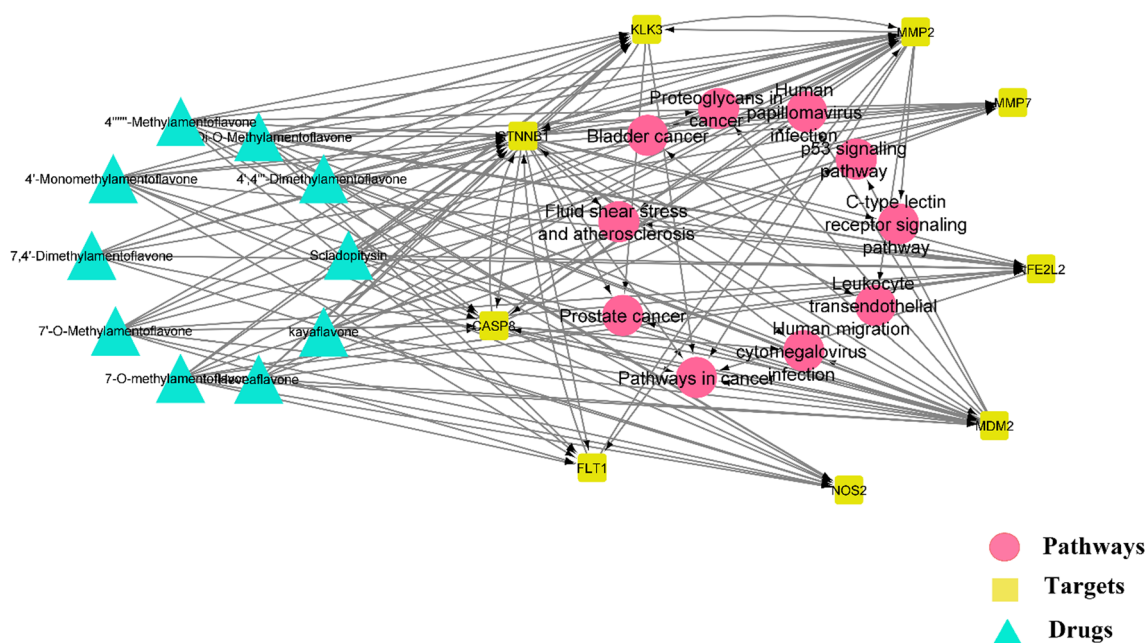 KLK3
MMP2
MMP7
Proteoglycans in
cancer
Human
papillomavirus
infection
Bladder cancer
4'''''''-Methylamentoflavone
Di-O-Methylamentoflavone
CTNNB1
p53 signaling
pathway
4'-Monomethylamentoflavone
4',4'''-Dimethylamentoflavone
C-type lectin
receptor signaling
pathway
Fluid shear stress
and atherosclerosis
7,4'-Dimethylamentoflavone
Sciadopitysin
NFE2L2
Leukocyte
transendothelial
migration
Prostate cancer
7'-O-Methylamentoflavone
kayaflavone
CASP8
Human
cytomegalovirus
infection
Pathways in cancer
7-O-methylamentoflavone
Heveaflavone
MDM2
FLT1
NOS2
Pathways
Targets
Drugs